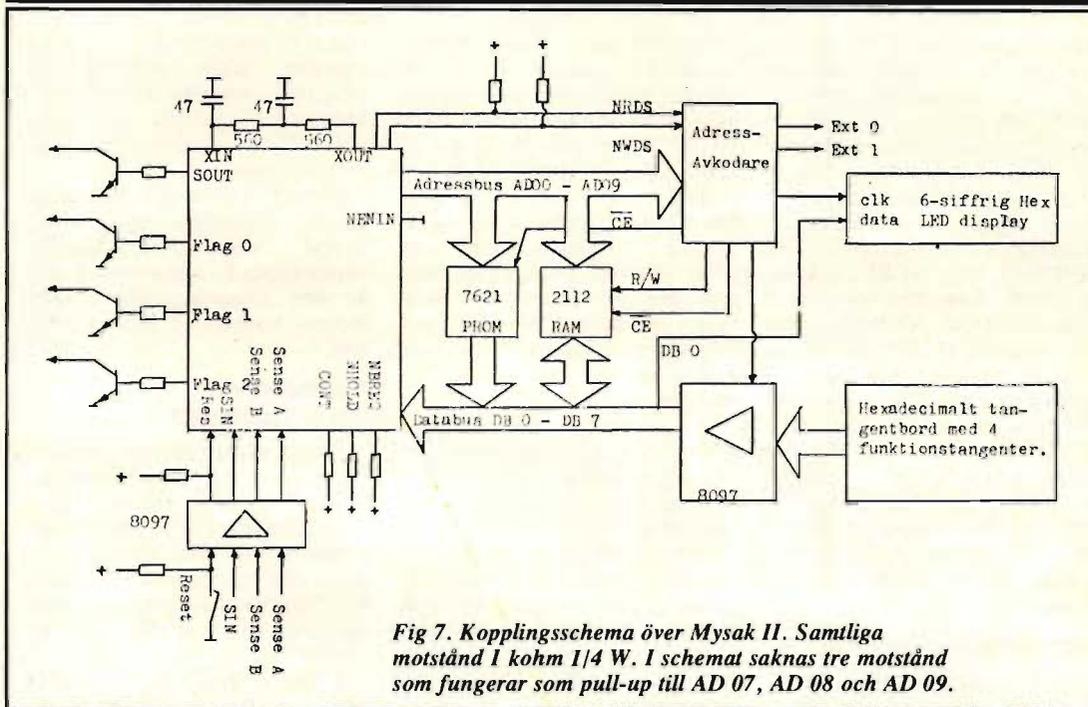 +
+
47
47
560
560
NRDS
NWDS
Adress-
Avkodare
Ext 0
Ext 1
clk 6-siffrig Hex
data LED display
XIN
XOUT
SOUT
Adressbus AD00 - AD09
NENIN
CE
Flag 0
7621
PROM
2112
RAM
R/W
CE
Flag 1
DB 0
Flag 2
Res
SIN
Sense B
Sense A
CONT
NHOLD
NBREQ
Databus DB 0 - DB 7
Hexadecimalt tan-
gentbord med 4
funktionstangenter.
+
+
+
+
8097
8097
+
Reset
SIN
Sense B
Sense A
Fig 7. Kopplingsschema över Mysak II. Samtliga
motstånd 1 kohm 1/4 W. I schemat saknas tre motstånd
som fungerar som pull-up till AD 07, AD 08 och AD 09.